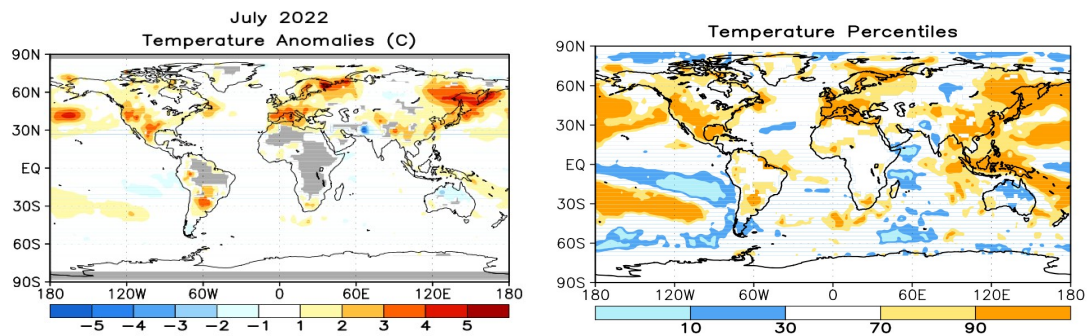 July 2022
Temperature Anomalies (C)
90N
60N
30N
EQ
30S
60S
90S
180 120W 60W 0 60E 120E 180
-5 -4 -3 -2 -1 1 2 3 4 5
Temperature Percentiles
90N
60N
30N
EQ
30S
60S
90S
180 120W 60W 0 60E 120E 180
10 30 70 90